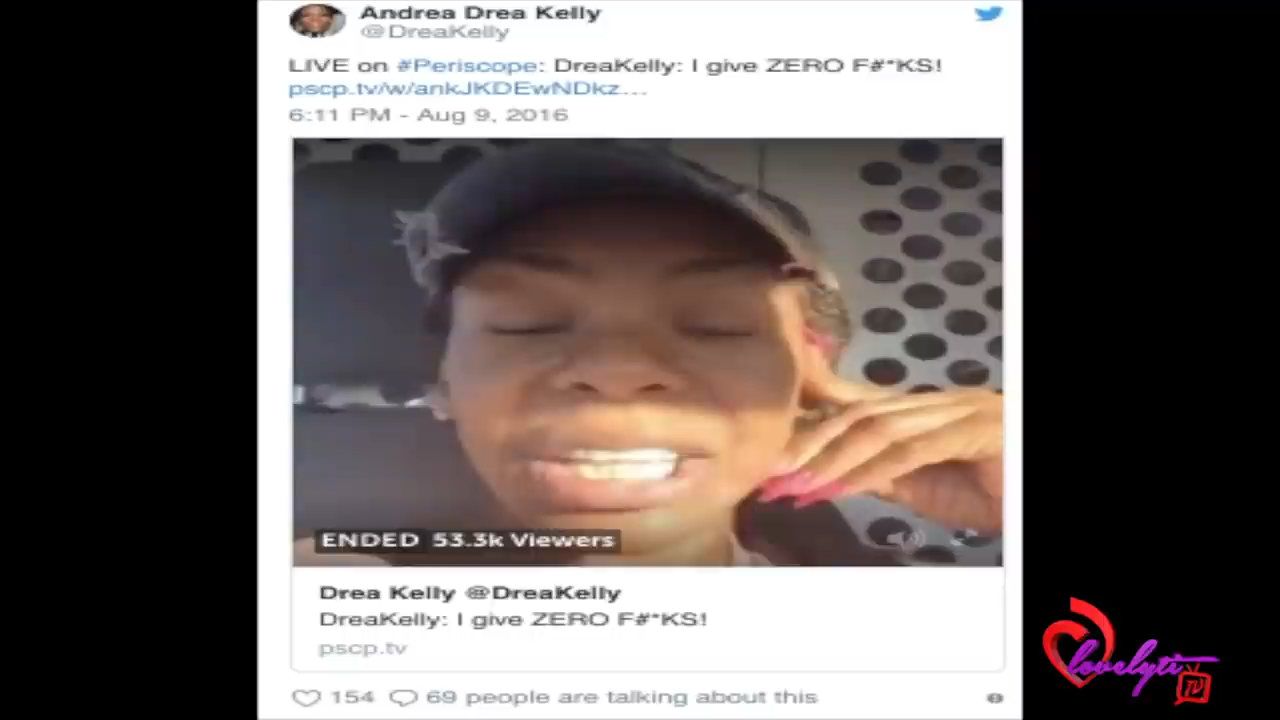 Andrea Drea Kelly
@DreaKelly
LIVE on #Periscope: DreaKelly: I give ZERO F#*KS!
pscp.tv/w/ankJKDEwNDkz...
6:11 PM - Aug 9, 2016
ENDED 53.3k Viewers
Drea Kelly @DreaKelly
DreaKelly: I give ZERO F#*KS!
pscp.tv
154 69 people are talking about this
lovelyti
TV